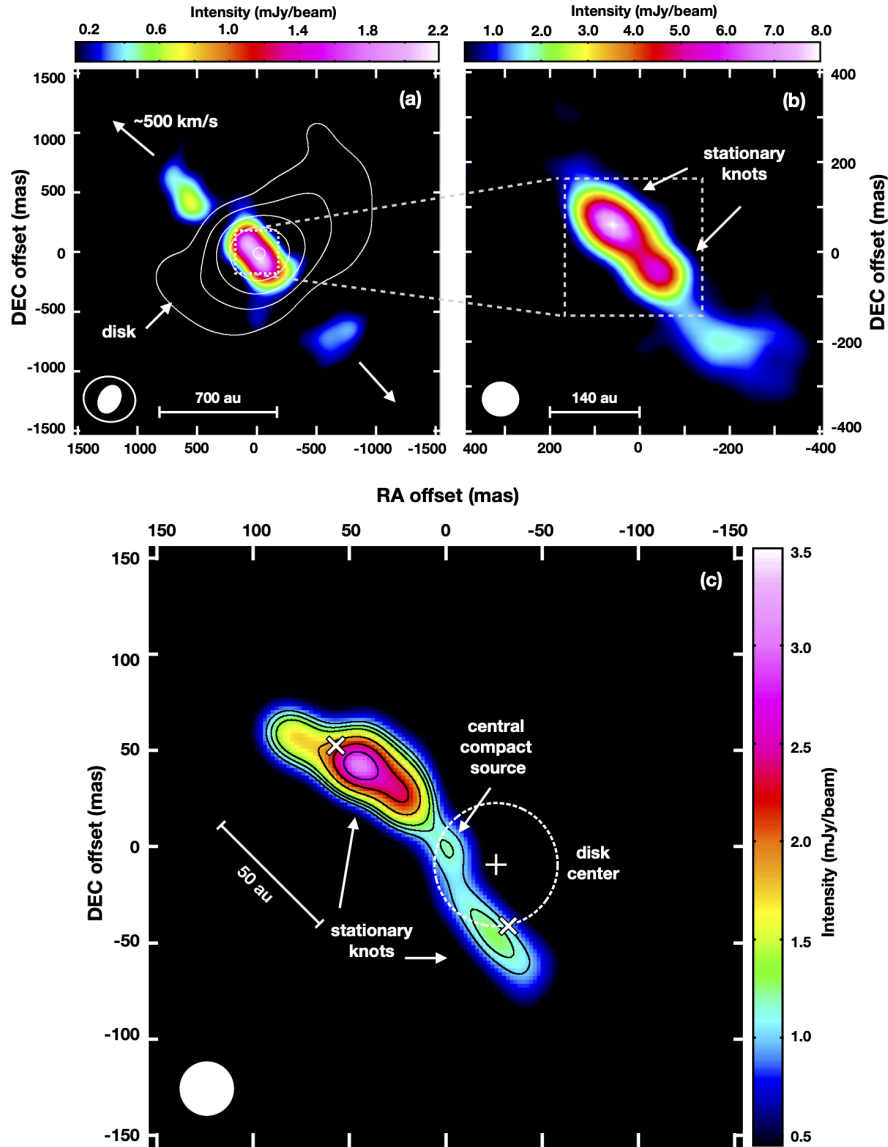 Intensity (mJy/beam)
0.2 0.6 1.0 1.4 1.8 2.2
Intensity (mJy/beam)
1.0 2.0 3.0 4.0 5.0 6.0 7.0 8.0
(a)
~500 km/s
disk
700 au
1500
1000
500
0
-500
-1000
-1500
DEC offset (mas)
1500 1000 500 0 -500 -1000 -1500
(b)
stationary
knots
140 au
400
200
0
-200
-400
DEC offset (mas)
400 200 0 -200 -400
RA offset (mas)
150 100 50 0 -50 -100 -150
(c)
150
100
50
0
-50
-100
-150
DEC offset (mas)
central
compact
source
disk
center
50 au
stationary
knots
3.5
3.0
2.5
2.0
1.5
1.0
0.5
Intensity (mJy/beam)